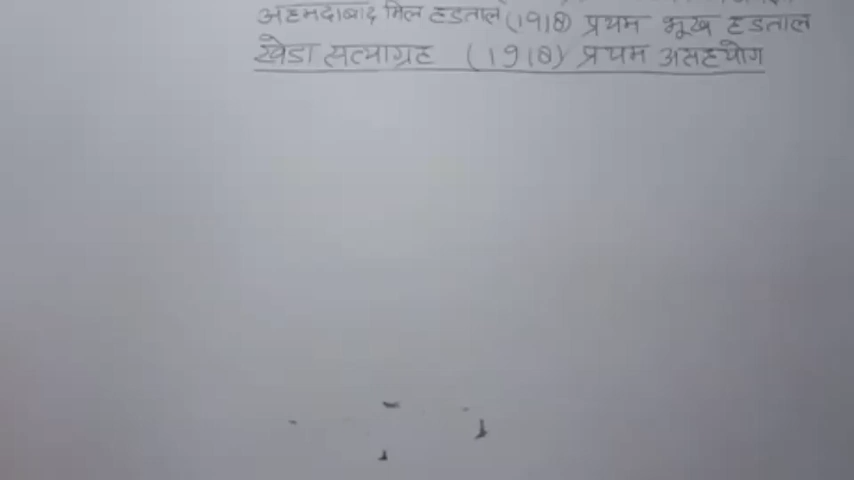 अहमदाबाद मिल हडताल (1918) प्रथम भूख हडताल
खेडा सत्याग्रह (1918) प्रथम असहयोग